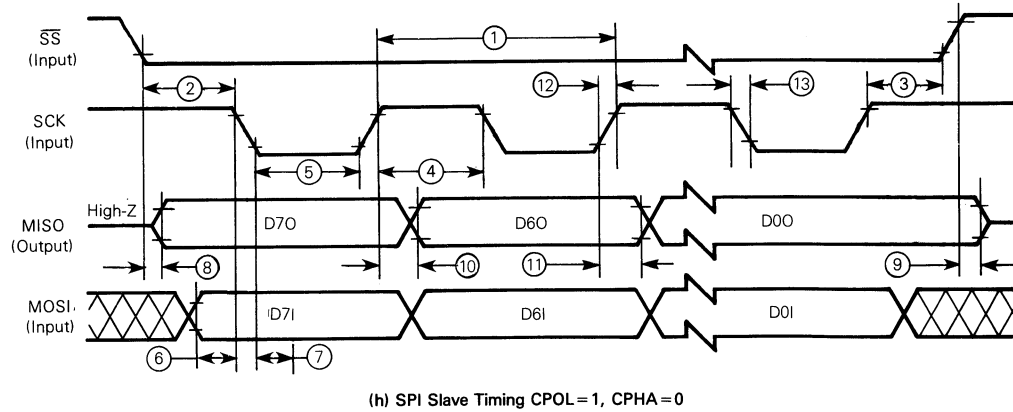 SS
(Input)
1
2
12
13
3
SCK
(Input)
5
4
High-Z
MISO
(Output)
D7O
D6O
D0O
8
10
11
9
MOSI
(Input)
D7I
D6I
D0I
6
7
(h) SPI Slave Timing CPOL=1, CPHA=0